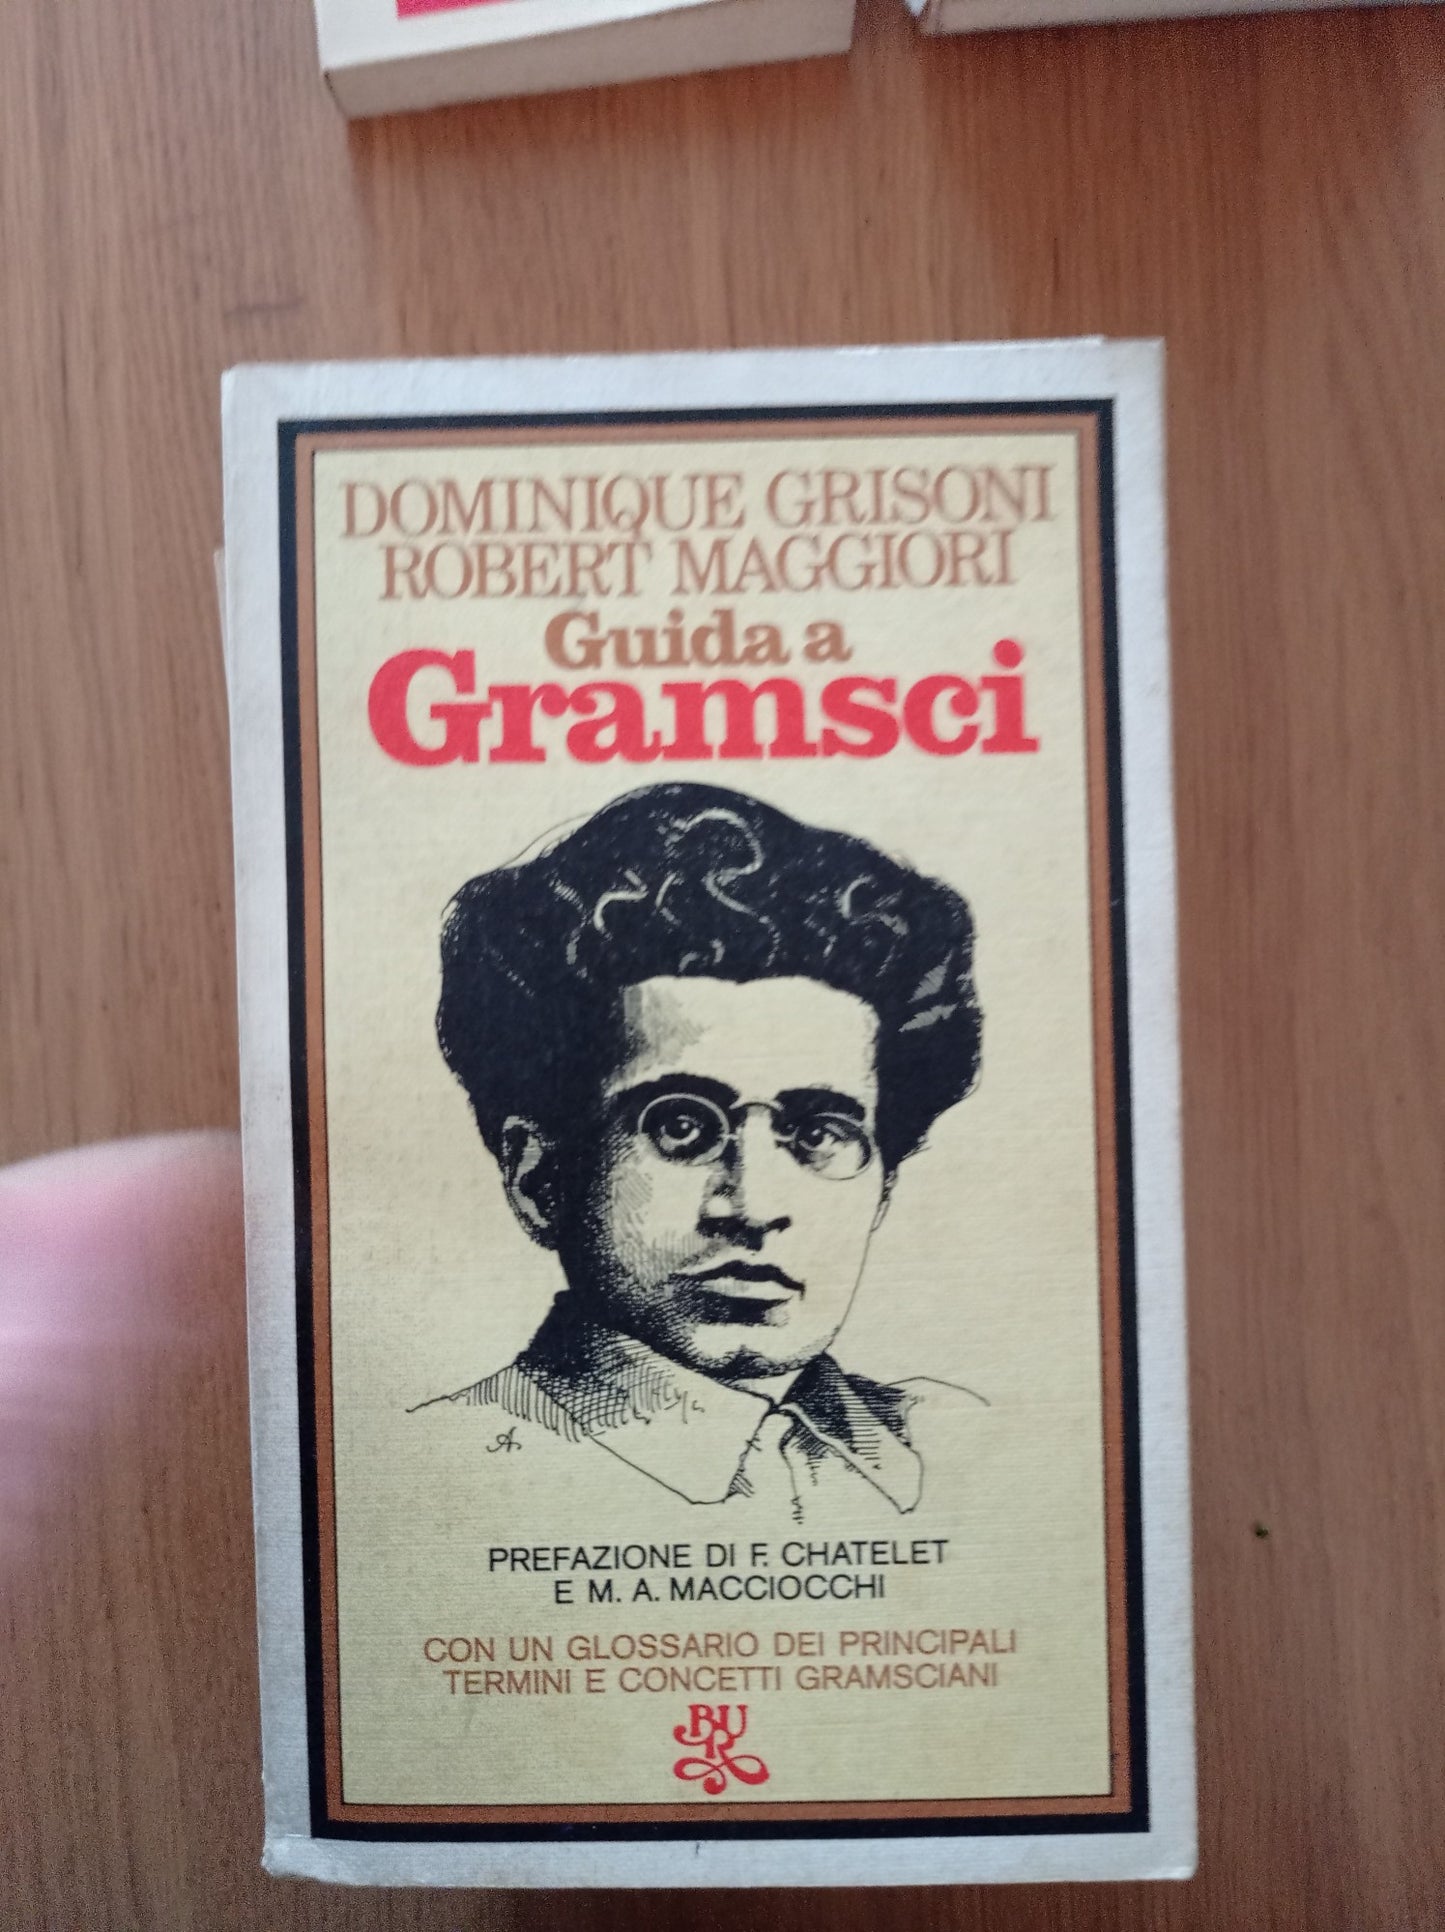 DOMINIQUE GRISONI
ROBERT MAGGIORI
Guida a
Gramsci
PREFAZIONE DI F. CHATELET
E M. A. MACCIOCCHI
CON UN GLOSSARIO DEI PRINCIPALI
TERMINI E CONCETTI GRAMSCIANI
BUR